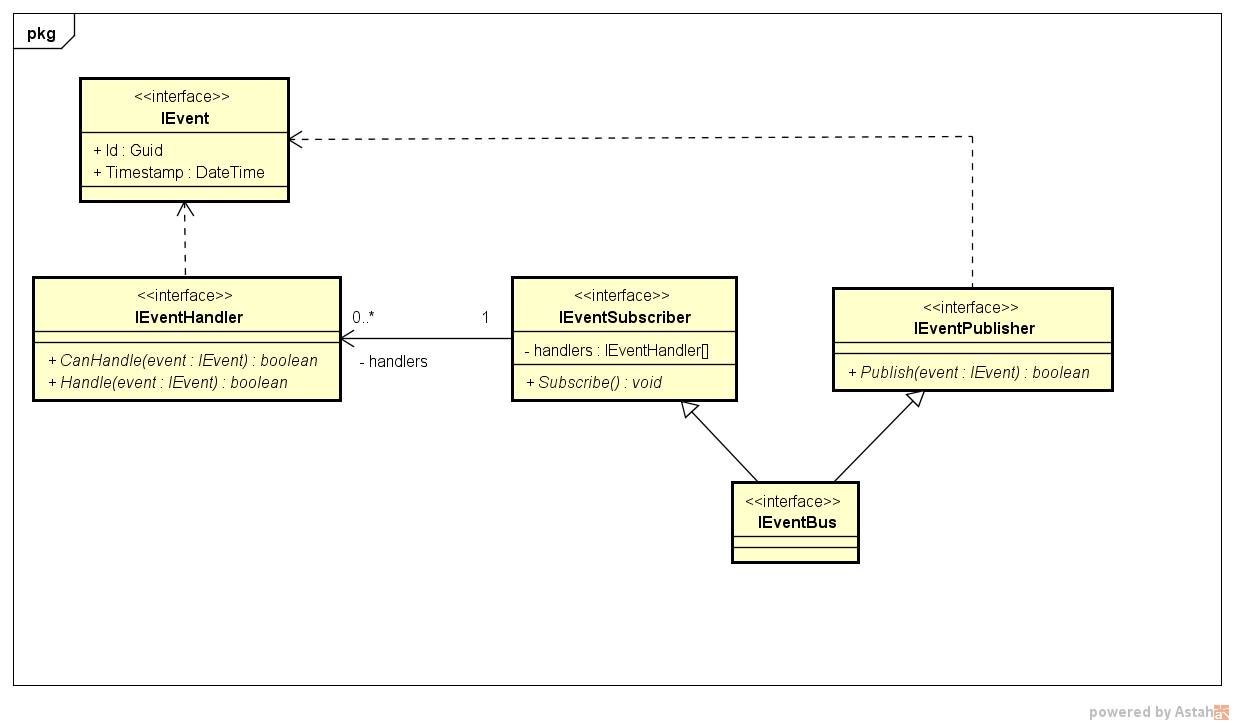 pkg
<<interface>>
IEvent
+ Id : Guid
+ Timestamp : DateTime
<<interface>>
IEventHandler
+ CanHandle(event : IEvent) : boolean
+ Handle(event : IEvent) : boolean
0..*
1
- handlers
<<interface>>
IEventSubscriber
- handlers : IEventHandler[]
+ Subscribe() : void
<<interface>>
IEventPublisher
+ Publish(event : IEvent) : boolean
<<interface>>
IEventBus
powered by Astah